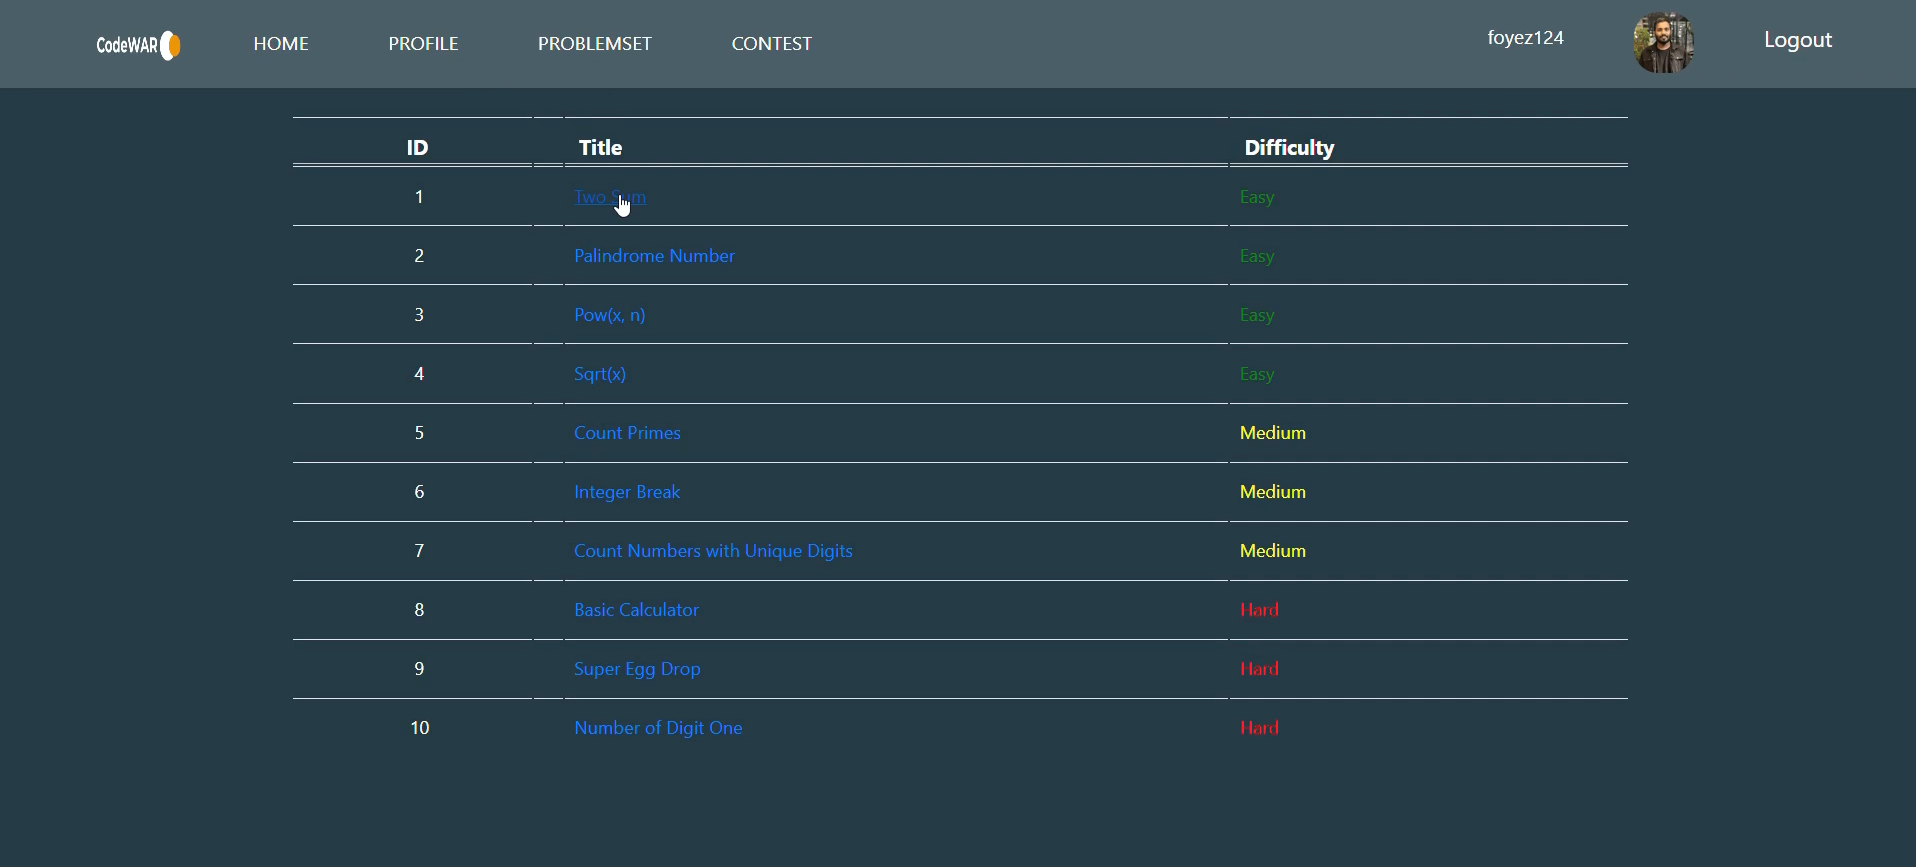 CodeWAR HOME PROFILE PROBLEMSET CONTEST foyez124 Logout
ID Title Difficulty
1 Two Sum Easy
2 Palindrome Number Easy
3 Pow(x, n) Easy
4 Sqrt(x) Easy
5 Count Primes Medium
6 Integer Break Medium
7 Count Numbers with Unique Digits Medium
8 Basic Calculator Hard
9 Super Egg Drop Hard
10 Number of Digit One Hard